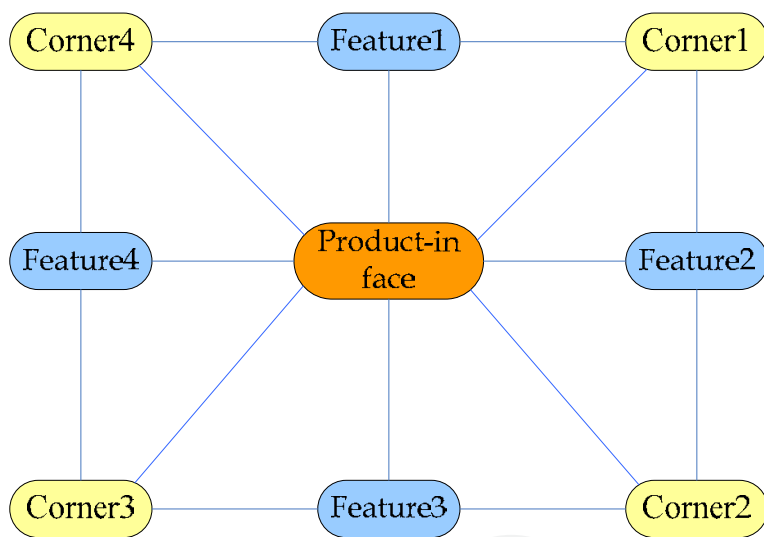 Corner4
Feature1
Corner1
Product-in
face
Feature4
Feature2
Corner3
Feature3
Corner2